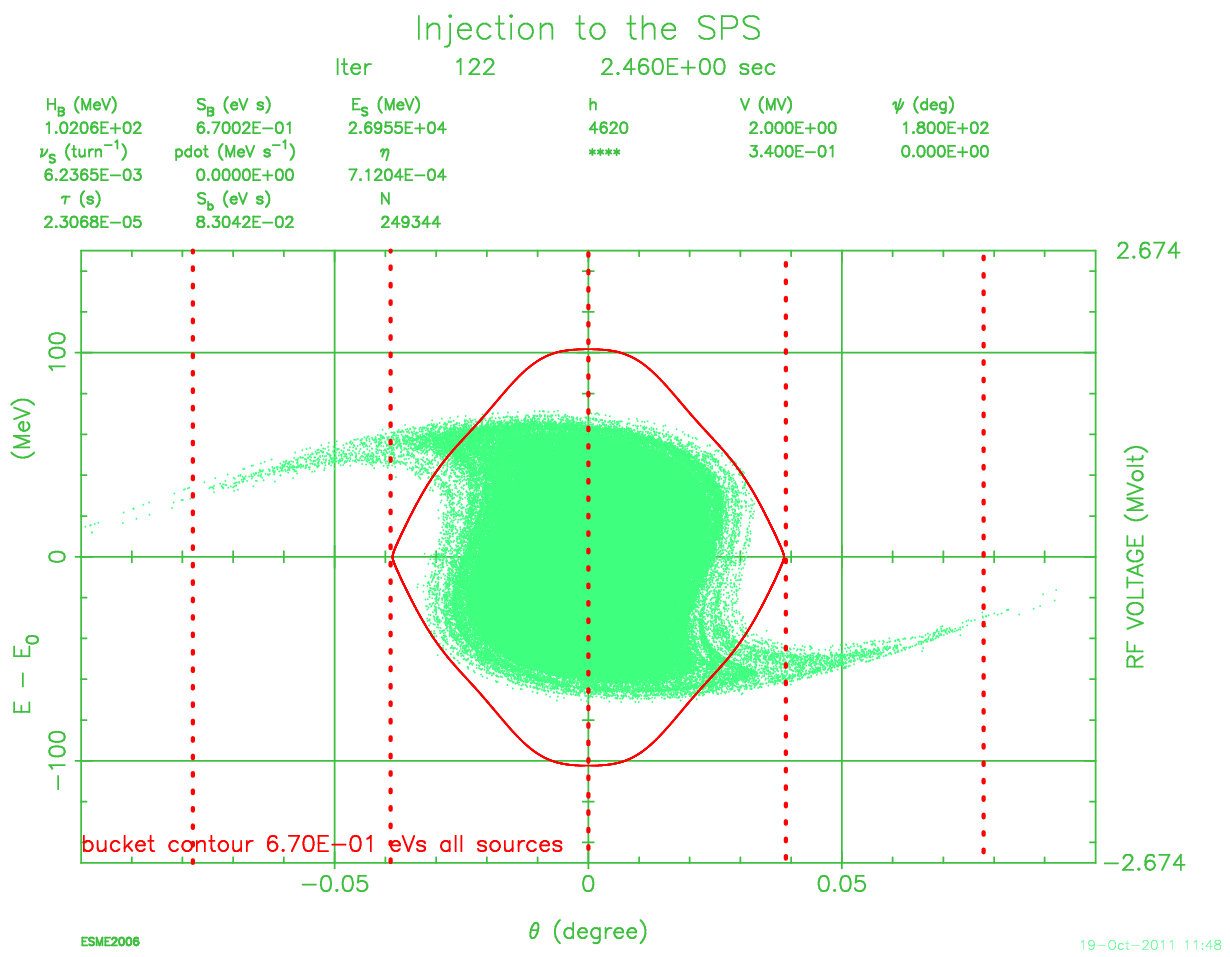 Injection to the SPS
Iter 122 2.460E+00 sec
H_B (MeV) S_B (eV s) E_S (MeV) h V (MV) ψ (deg)
1.0206E+02 6.7002E−01 2.6955E+04 4620 2.000E+00 1.800E+02
ν_S (turn⁻¹) pdot (MeV s⁻¹) η **** 3.400E−01 0.000E+00
6.2365E−03 0.0000E+00 7.1204E−04
τ (s) S_b (eV s) N
2.3068E−05 8.3042E−02 249344
2.674
100
0
−100
E − E₀ (MeV)
RF VOLTAGE (MVolt)
bucket contour 6.70E−01 eVs all sources
−2.674
−0.05 0 0.05
θ (degree)
ESME2006
19−Oct−2011 11:48